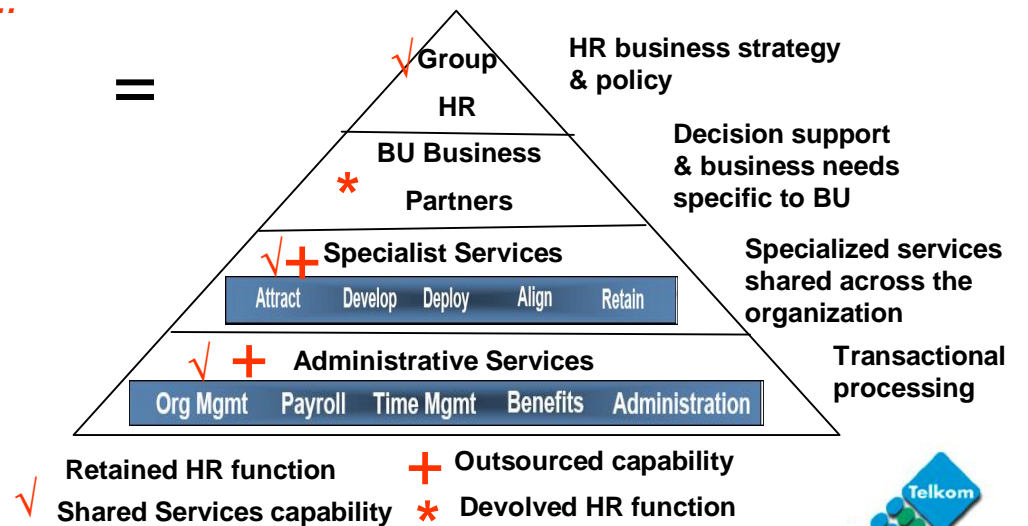 ..
=
√ Group
HR
HR business strategy
& policy
BU Business
* Partners
Decision support
& business needs
specific to BU
√ + Specialist Services
Attract Develop Deploy Align Retain
Specialized services
shared across the
organization
√ + Administrative Services
Org Mgmt Payroll Time Mgmt Benefits Administration
Transactional
processing
Retained HR function
+ Outsourced capability
√ Shared Services capability
* Devolved HR function
Telkom